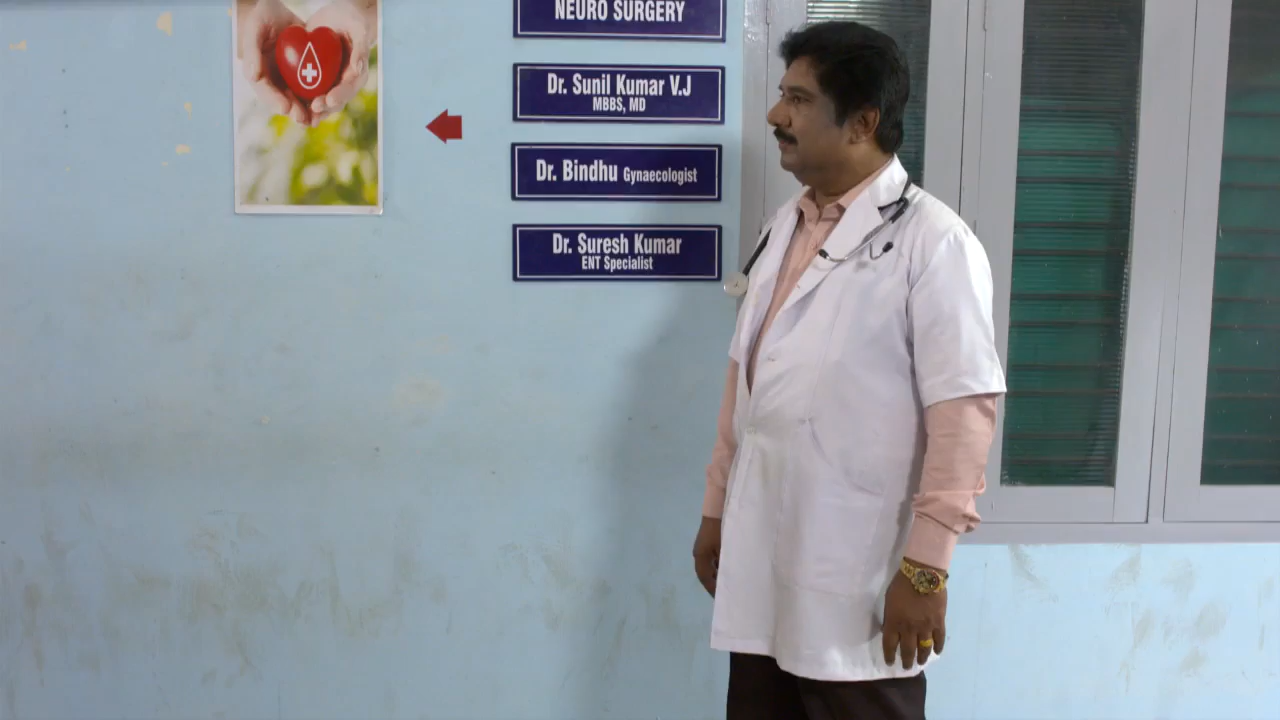 NEURO SURGERY
Dr. Sunil Kumar V.J
MBBS, MD
Dr. Bindhu Gynaecologist
Dr. Suresh Kumar
ENT Specialist